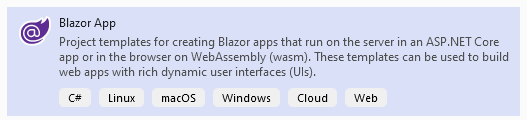 Blazor App
Project templates for creating Blazor apps that run on the server in an ASP.NET Core
app or in the browser on WebAssembly (wasm). These templates can be used to build
web apps with rich dynamic user interfaces (UIs).
C# Linux macOS Windows Cloud Web